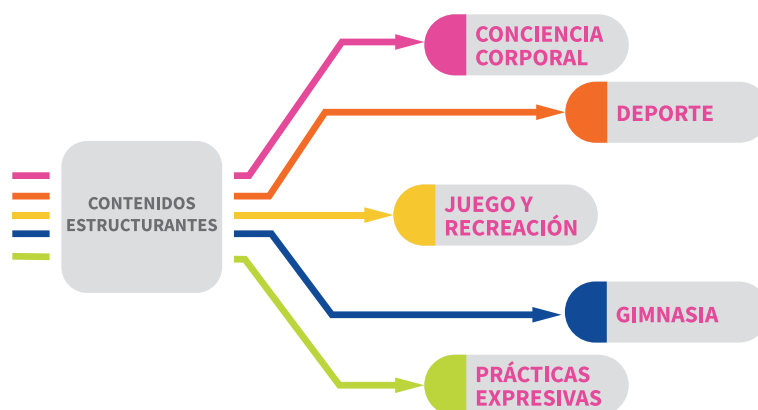 CONCIENCIA
CORPORAL
DEPORTE
CONTENIDOS
ESTRUCTURANTES
JUEGO Y
RECREACIÓN
GIMNASIA
PRÁCTICAS
EXPRESIVAS